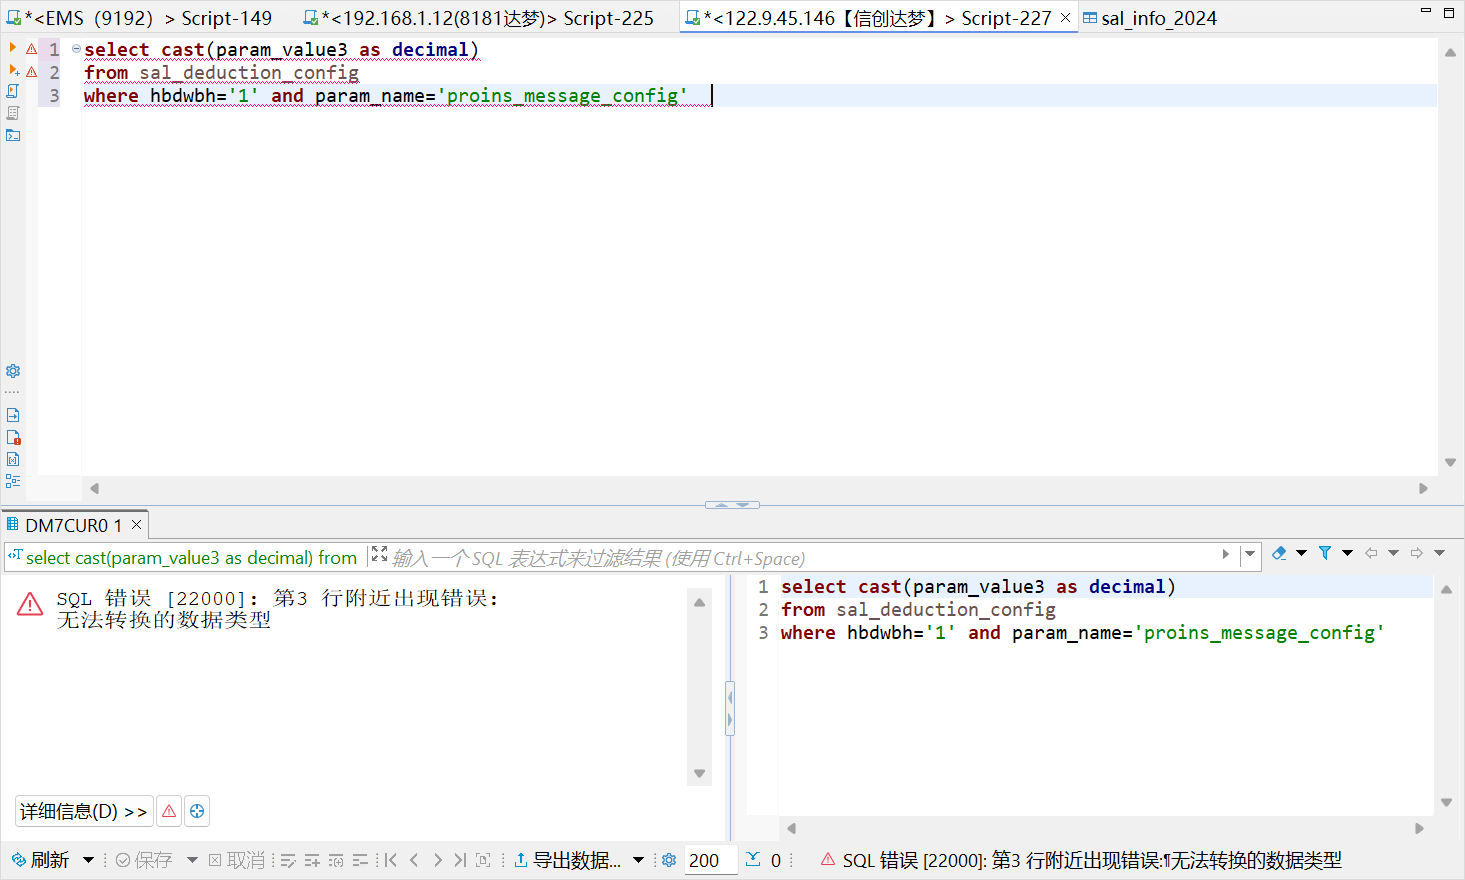 *<EMS（9192）> Script-149
*<192.168.1.12(8181达梦)> Script-225
*<122.9.45.146【信创达梦】> Script-227
sal_info_2024
1 select cast(param_value3 as decimal)
2 from sal_deduction_config
3 where hbdwbh='1' and param_name='proins_message_config'
DM7CUR0 1
select cast(param_value3 as decimal) from
输入一个 SQL 表达式来过滤结果 (使用 Ctrl+Space)
SQL 错误 [22000]: 第3 行附近出现错误:
无法转换的数据类型
1 select cast(param_value3 as decimal)
2 from sal_deduction_config
3 where hbdwbh='1' and param_name='proins_message_config'
详细信息(D) >>
刷新
保存
取消
导出数据...
200
0
SQL 错误 [22000]: 第3 行附近出现错误:¶无法转换的数据类型